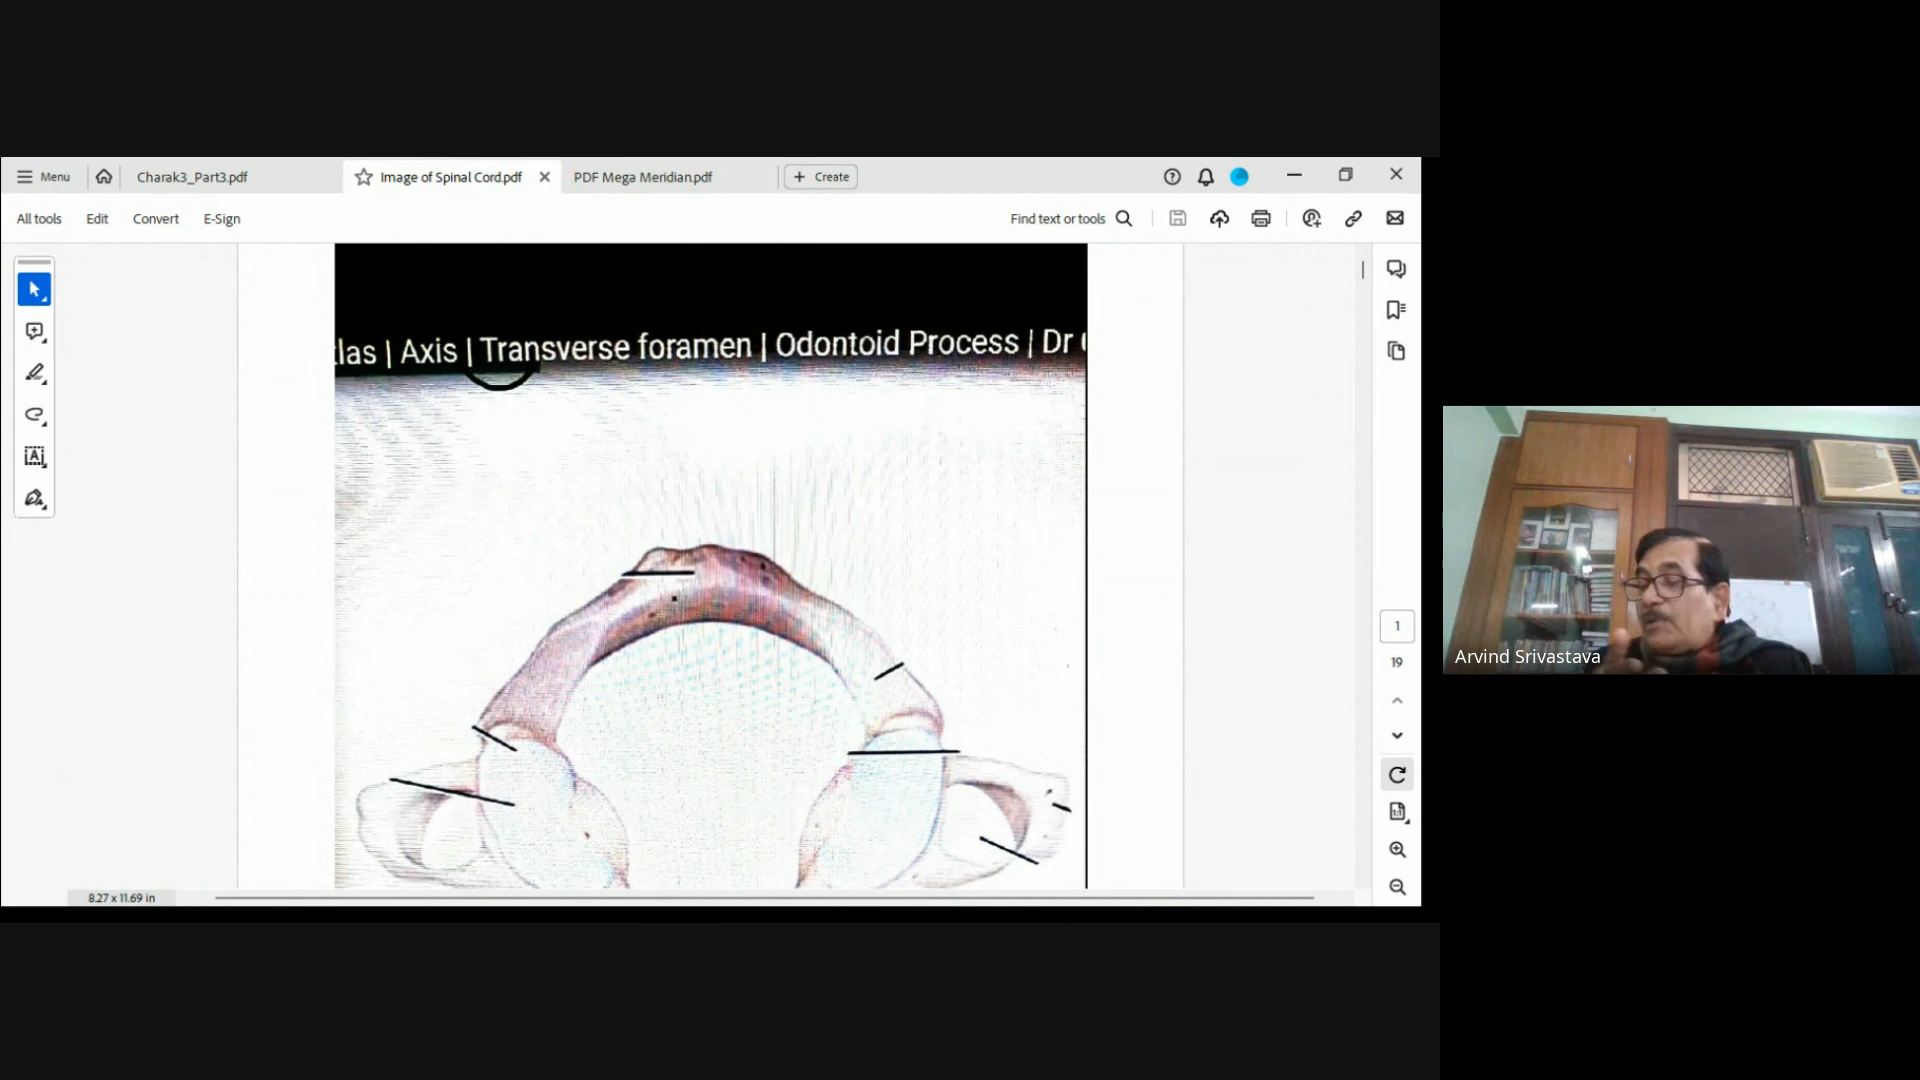 Menu
Charak3_Part3.pdf
Image of Spinal Cord.pdf
PDF Mega Meridian.pdf
Create
All tools
Edit
Convert
E-Sign
Find text or tools
las | Axis | Transverse foramen | Odontoid Process | Dr
1
19
8.27 x 11.69 in
Arvind Srivastava